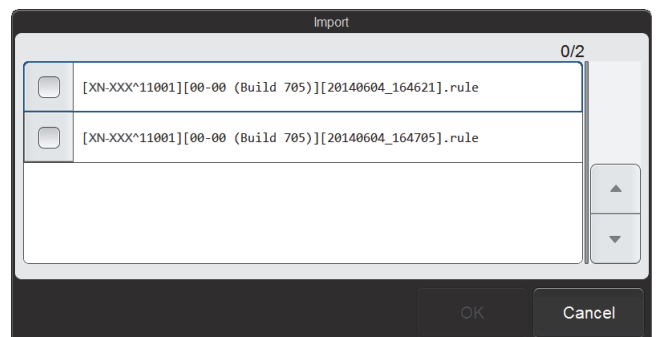 Import
0/2
[XN-XXX^11001][00-00 (Build 705)][20140604_164621].rule
[XN-XXX^11001][00-00 (Build 705)][20140604_164705].rule
OK
Cancel